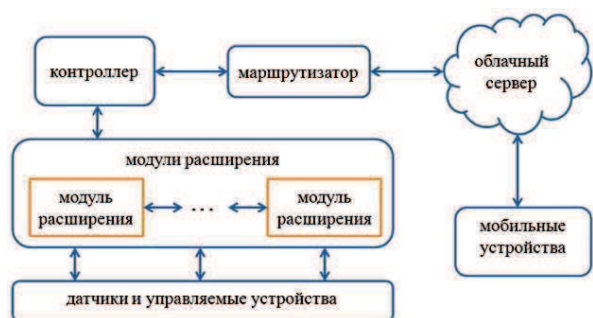 контроллер
маршрутизатор
облачный
сервер
модули расширения
модуль
расширения
...
модуль
расширения
мобильные
устройства
датчики и управляемые устройства